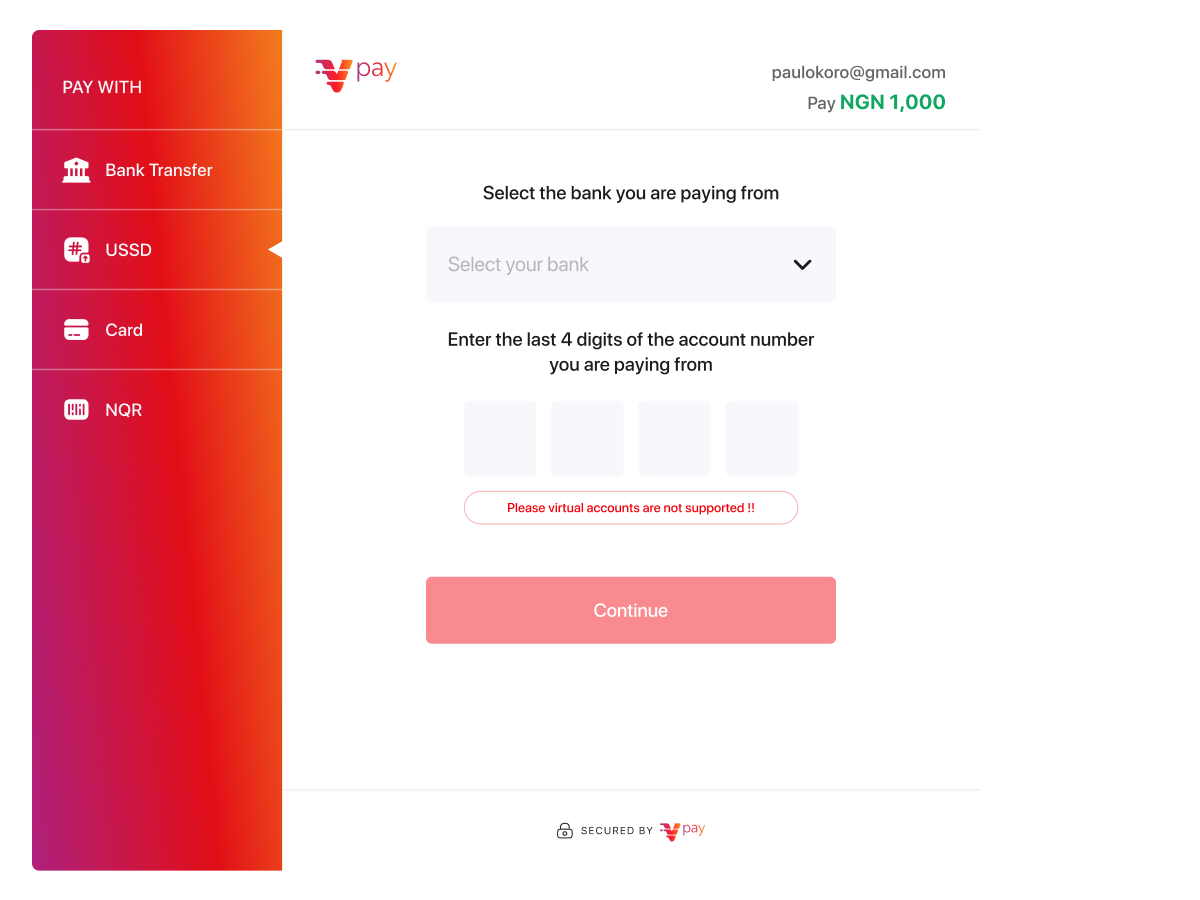 PAY WITH
Bank Transfer
USSD
Card
NQR
pay
paulokoro@gmail.com
Pay NGN 1,000
Select the bank you are paying from
Select your bank
Enter the last 4 digits of the account number
you are paying from
Please virtual accounts are not supported !!
Continue
SECURED BY pay